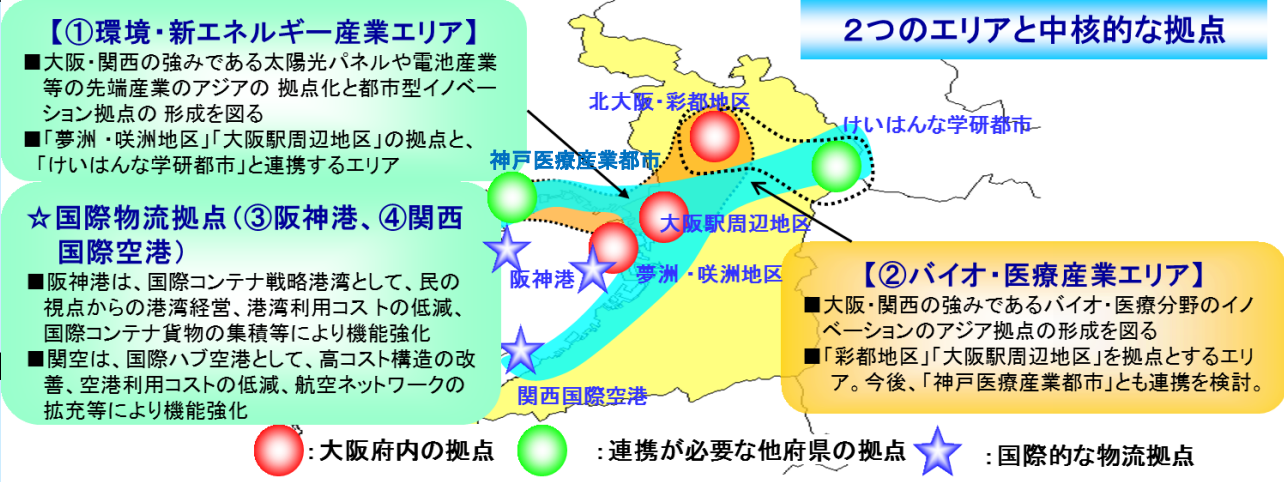 2つのエリアと中核的な拠点
【①環境・新エネルギー産業エリア】
■大阪・関西の強みである太陽光パネルや電池産業
等の先端産業のアジアの 拠点化と都市型イノベー
ション拠点の 形成を図る
■「夢洲 ・咲洲地区」「大阪駅周辺地区」の拠点と、
「けいはんな学研都市」と連携するエリア
☆国際物流拠点(③阪神港、④関西
国際空港)
■阪神港は、国際コンテナ戦略港湾として、民の
視点からの港湾経営、港湾利用コストの低減、
国際コンテナ貨物の集積等により機能強化
■関空は、国際ハブ空港として、高コスト構造の改
善、空港利用コストの低減、航空ネットワークの
拡充等により機能強化
北大阪・彩都地区
けいはんな学研都市
神戸医療産業都市
大阪駅周辺地区
阪神港
夢洲 ・咲洲地区
関西国際空港
【②バイオ・医療産業エリア】
■大阪・関西の強みであるバイオ・医療分野のイノ
ベーションのアジア拠点の形成を図る
■「彩都地区」「大阪駅周辺地区」を拠点とするエリ
ア。今後、「神戸医療産業都市」とも連携を検討。
:大阪府内の拠点
:連携が必要な他府県の拠点
:国際的な物流拠点